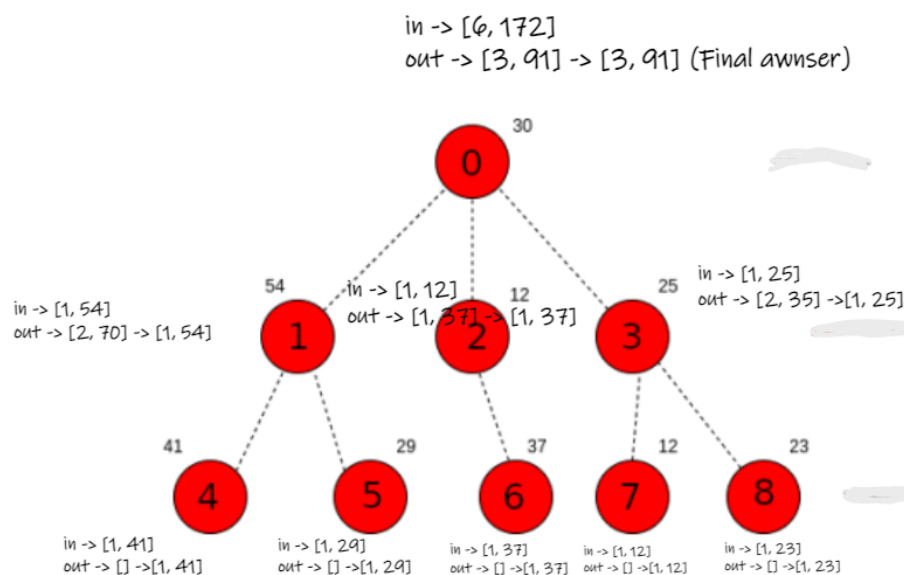 in -> [6, 172]
out -> [3, 91] -> [3, 91] (Final awnser)
30
0
54
in -> [1, 54]
out -> [2, 70] -> [1, 54]
1
in -> [1, 12]
out -> [1, 37] -> [1, 37]
12
2
25
in -> [1, 25]
out -> [2, 35] ->[1, 25]
3
41
4
in -> [1, 41]
out -> [] ->[1, 41]
29
5
in -> [1, 29]
out -> [] ->[1, 29]
37
6
in -> [1, 37]
out -> [] ->[1, 37]
12
7
in -> [1, 12]
out -> [] ->[1, 12]
23
8
in -> [1, 23]
out -> [] ->[1, 23]